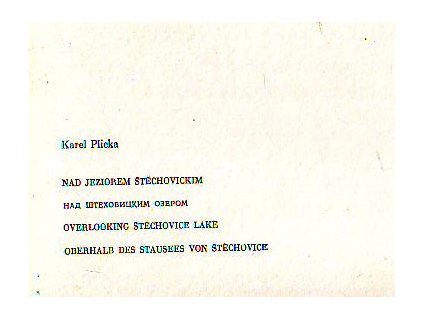 Karel Plicka
NAD JEZIOREM ŠTĚCHOVICKIM
НАД ШТЕХОВИЦКИМ ОЗЕРОМ
OVERLOOKING ŠTĚCHOVICE LAKE
OBERHALB DES STAUSEES VON ŠTĚCHOVICE